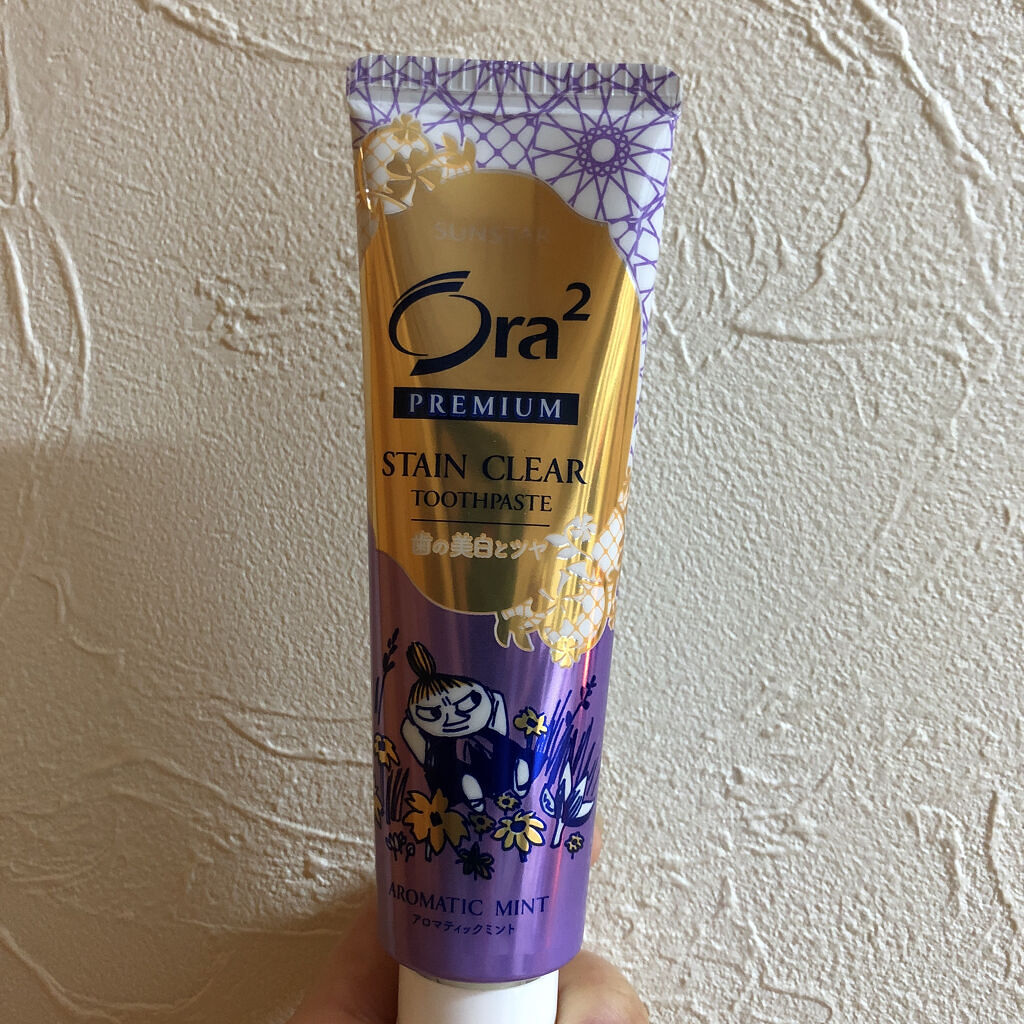 SUNSTAR
Ora²
PREMIUM
STAIN CLEAR
TOOTHPASTE
歯の美白とツヤ
AROMATIC MINT
アロマティックミント